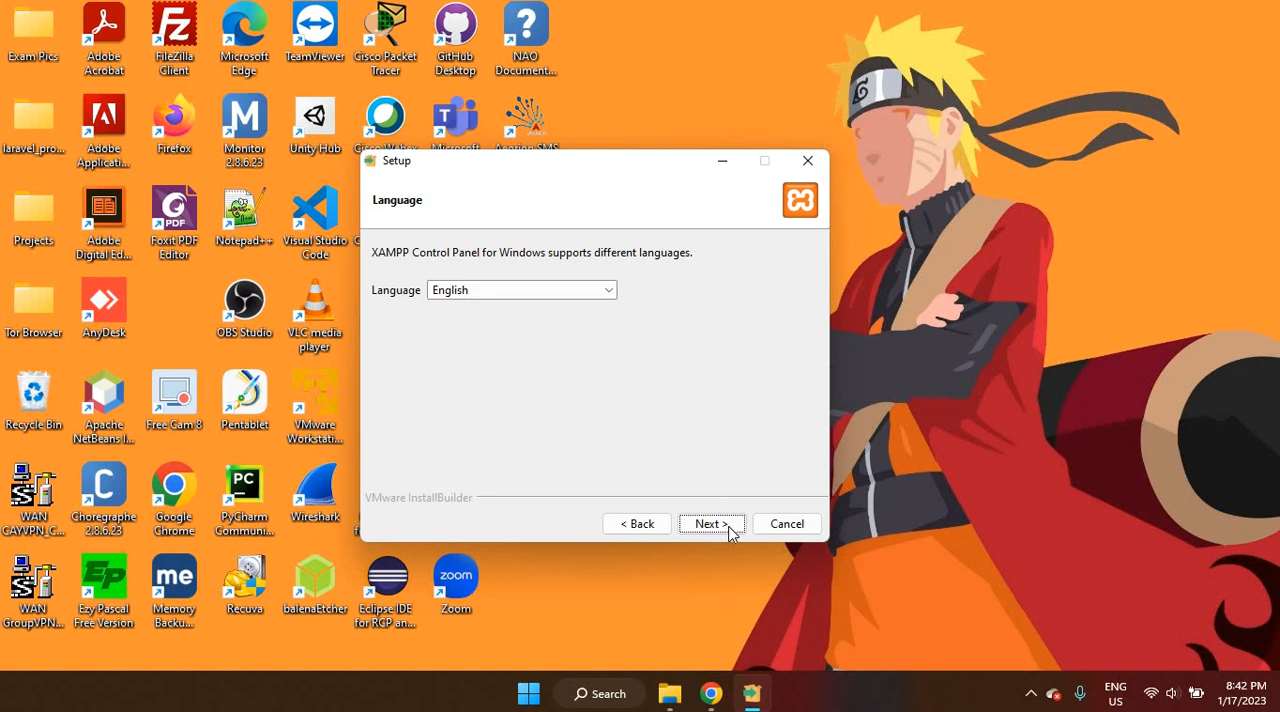 Exam Pics
Adobe
Acrobat
FileZilla
Client
Microsoft
Edge
TeamViewer
Cisco Packet
Tracer
GitHub
Desktop
NAO
Document...
laravel_pro...
Adobe
Applicati...
Firefox
Monitor
2.8.6.23
Unity Hub
Setup
Language
XAMPP Control Panel for Windows supports different languages.
Language
English
VMware InstallBuilder
< Back
Next >
Cancel
Projects
Adobe
Digital Ed...
Foxit PDF
Editor
PDF
Notepad++
Visual Studio
Code
Tor Browser
AnyDesk
OBS Studio
VLC media
player
Recycle Bin
Apache
NetBeans I...
Free Cam 8
Pentablet
VMware
Workstati...
WAN
CAYVPN_C...
Choregraphe
2.8.6.23
Google
Chrome
PC
PyCharm
Communi...
Wireshark
WAN
GroupVPN...
Ep
Ezy Pascal
Free Version
me
Memory
Backu...
Recuva
balenaEtcher
Eclipse IDE
for RCP an...
zoom
Zoom
Search
ENG
US
8:42 PM
1/17/2023